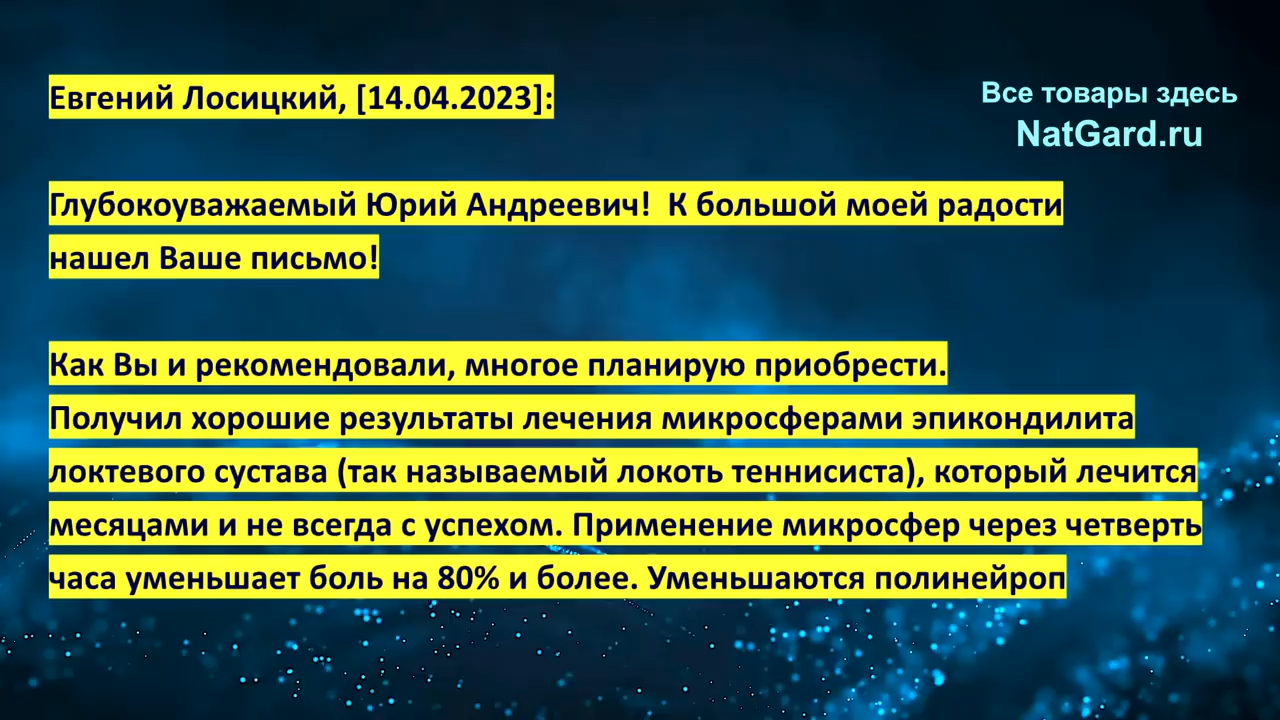 Евгений Лосицкий, [14.04.2023]:
Все товары здесь
NatGard.ru
Глубокоуважаемый Юрий Андреевич!  К большой моей радости
нашел Ваше письмо!
Как Вы и рекомендовали, многое планирую приобрести.
Получил хорошие результаты лечения микросферами эпикондилита
локтевого сустава (так называемый локоть теннисиста), который лечится
месяцами и не всегда с успехом. Применение микросфер через четверть
часа уменьшает боль на 80% и более. Уменьшаются полинейроп